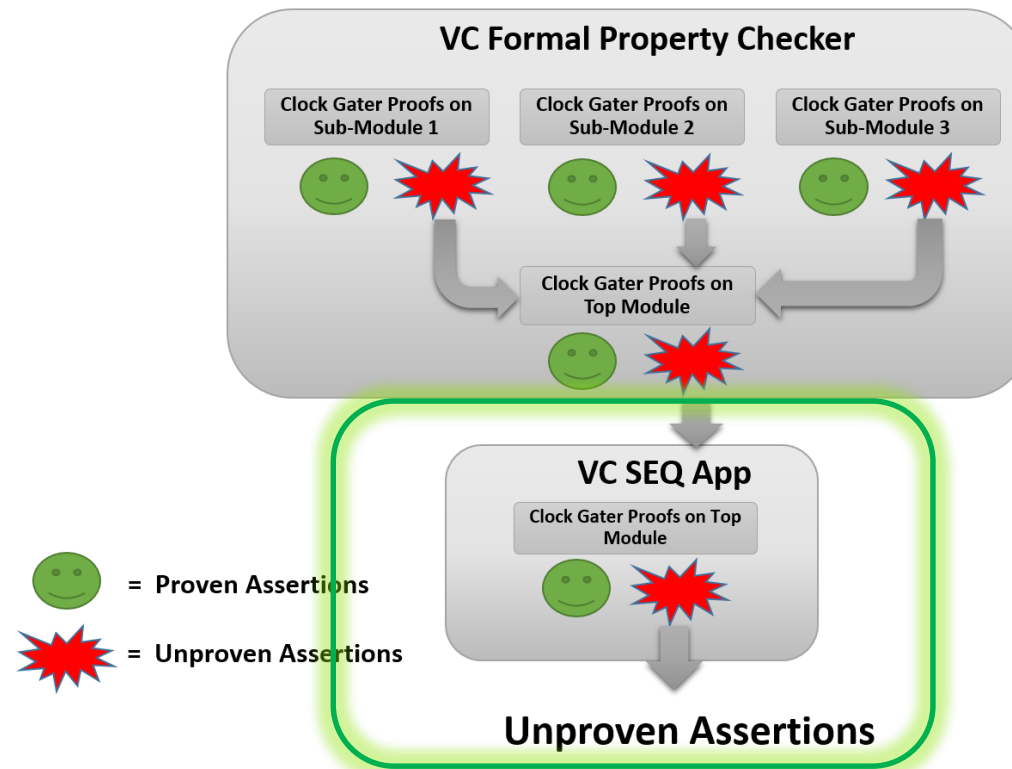 VC Formal Property Checker
Clock Gater Proofs on
Sub-Module 1
Clock Gater Proofs on
Sub-Module 2
Clock Gater Proofs on
Sub-Module 3
Clock Gater Proofs on
Top Module
VC SEQ App
Clock Gater Proofs on Top
Module
= Proven Assertions
= Unproven Assertions
Unproven Assertions